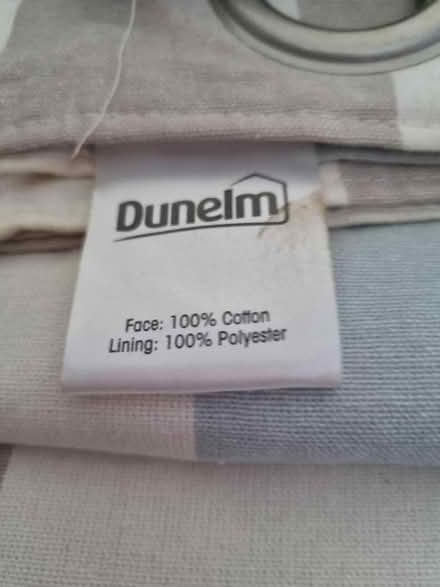 Dunelm
Face: 100% Cotton
Lining: 100% Polyester